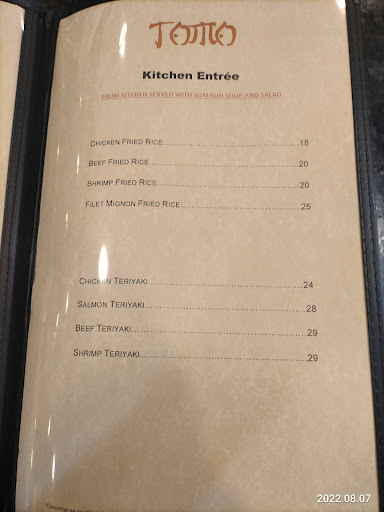 TOMO
Kitchen Entrée
FROM KITCHEN SERVED WITH SUMASHI SOUP AND SALAD
CHICKEN FRIED RICE 18
BEEF FRIED RICE 20
SHRIMP FRIED RICE 20
FILET MIGNON FRIED RICE 25
CHICKEN TERIYAKI 24
SALMON TERIYAKI 28
BEEF TERIYAKI 29
SHRIMP TERIYAKI 29
2022.08.07